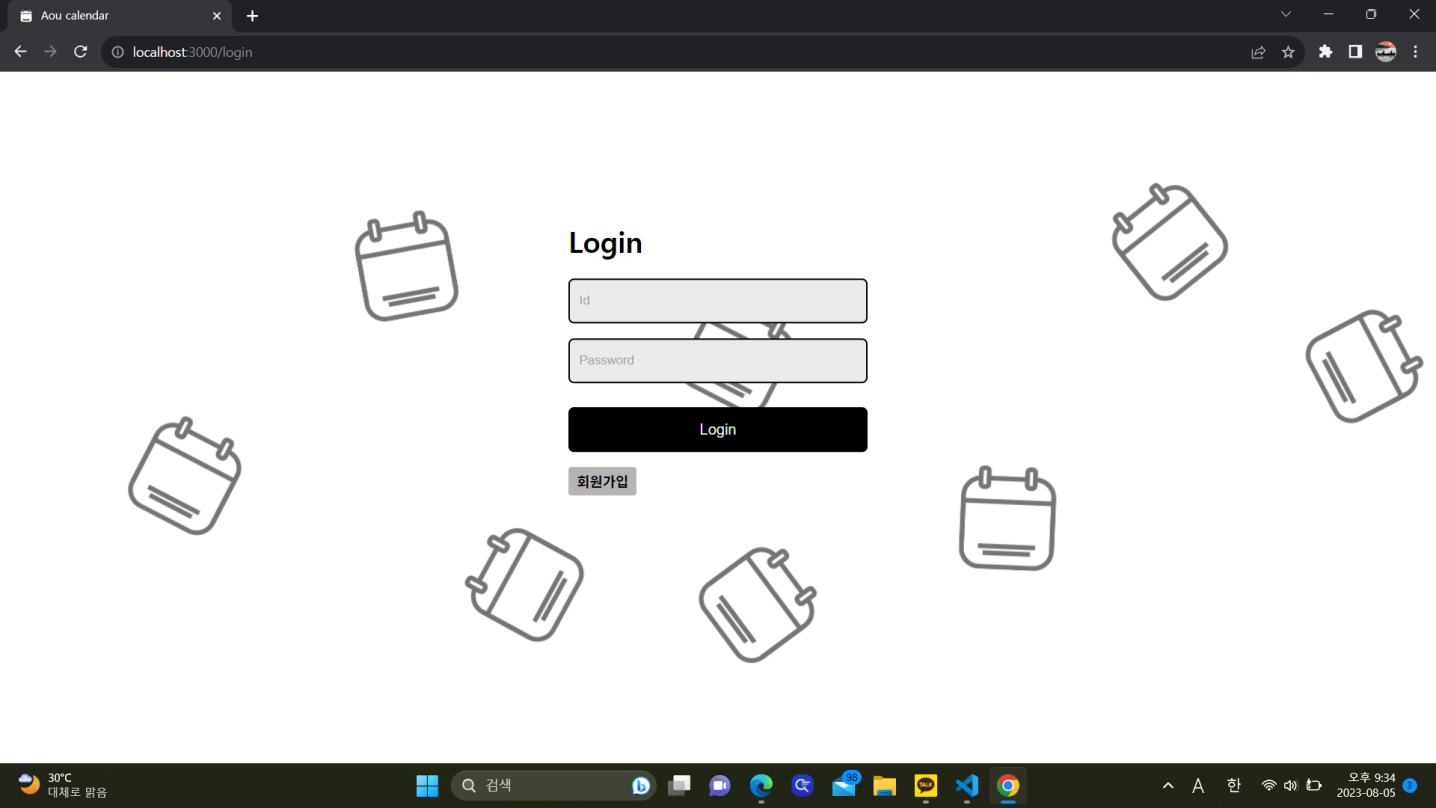 Aou calendar
localhost:3000/login
Login
Id
Password
Login
회원가입
30°C
대체로 맑음
검색
98
TALK
A
한
오후 9:34
2023-08-05
3